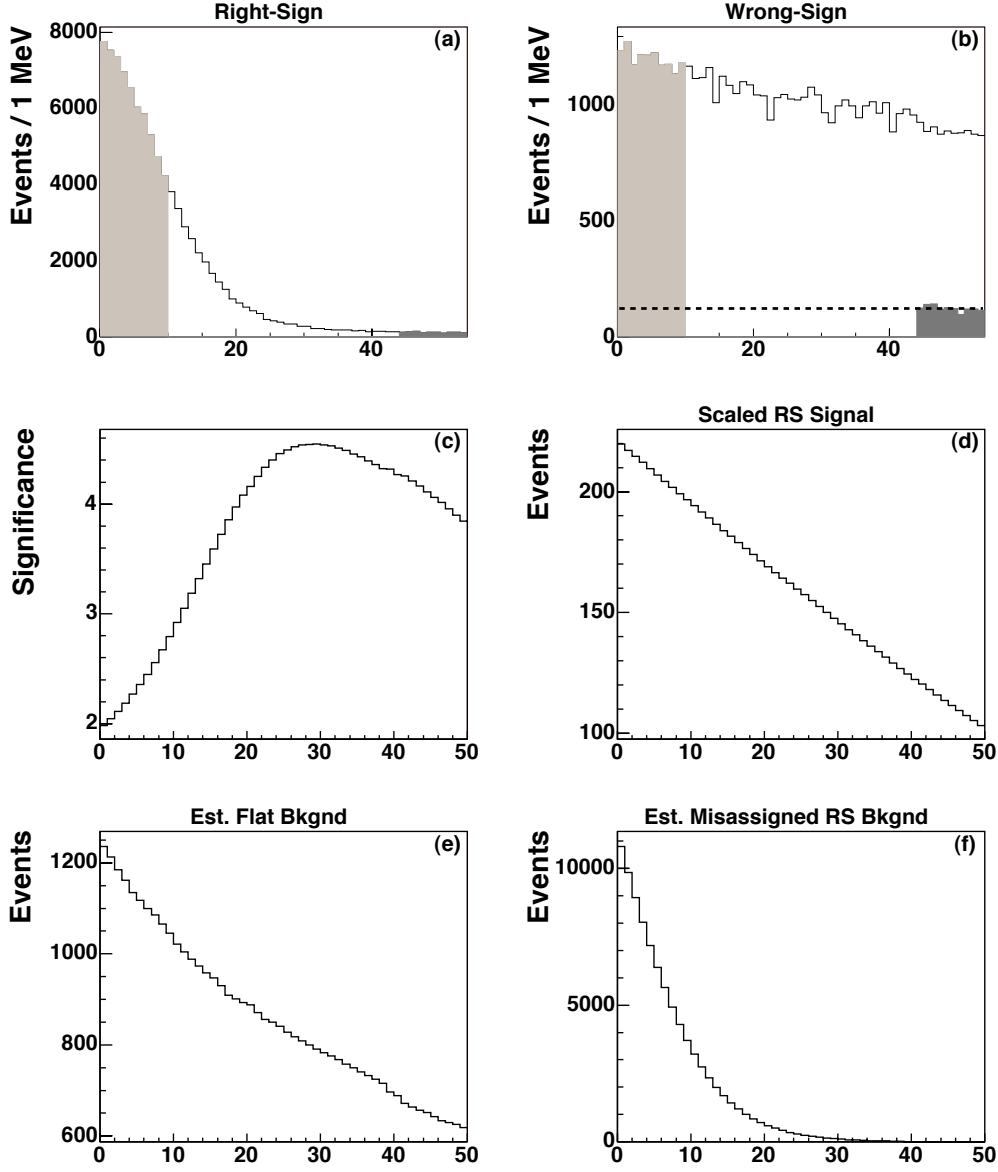 Right-Sign
(a)
Events / 1 MeV
8000
6000
4000
2000
0
0 20 40
Wrong-Sign
(b)
Events / 1 MeV
1000
500
0
0 20 40
(c)
Significance
4
3
2
0 10 20 30 40 50
Scaled RS Signal
(d)
Events
200
150
100
0 10 20 30 40 50
Est. Flat Bkgnd
(e)
Events
1200
1000
800
600
0 10 20 30 40 50
Est. Misassigned RS Bkgnd
(f)
Events
10000
5000
0
0 10 20 30 40 50